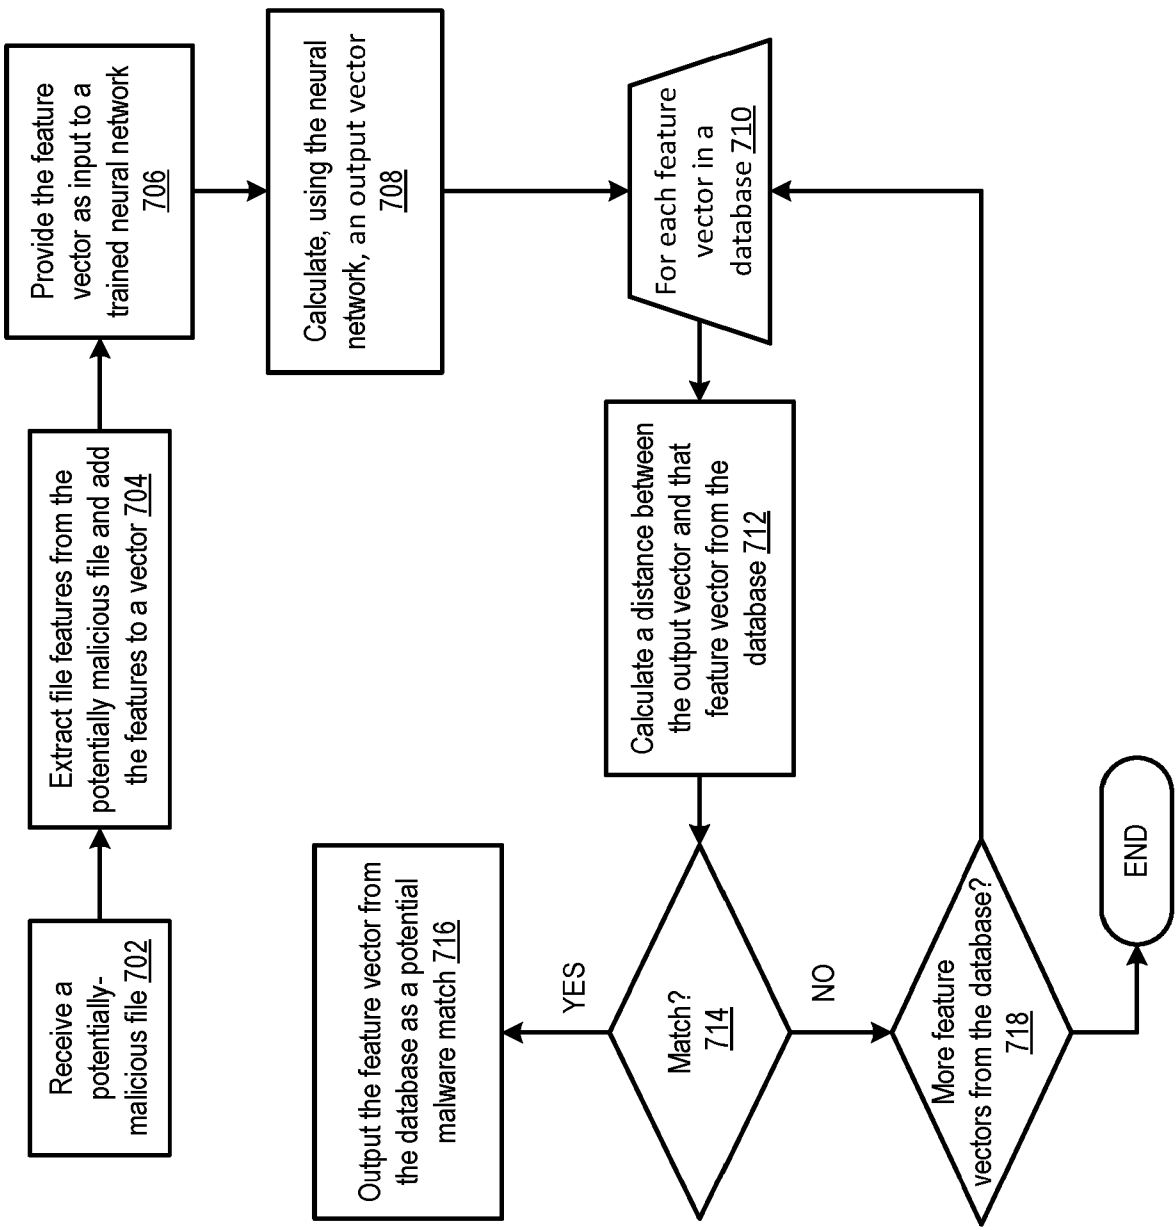 Receive a
potentially-
malicious file 702
Extract file features from the
potentially malicious file and add
the features to a vector 704
Provide the feature
vector as input to a
trained neural network
706
Calculate, using the neural
network, an output vector
708
For each feature
vector in a
database 710
Calculate a distance between
the output vector and that
feature vector from the
database 712
Match?
714
YES
Output the feature vector from
the database as a potential
malware match 716
NO
More feature
vectors from the database?
718
END